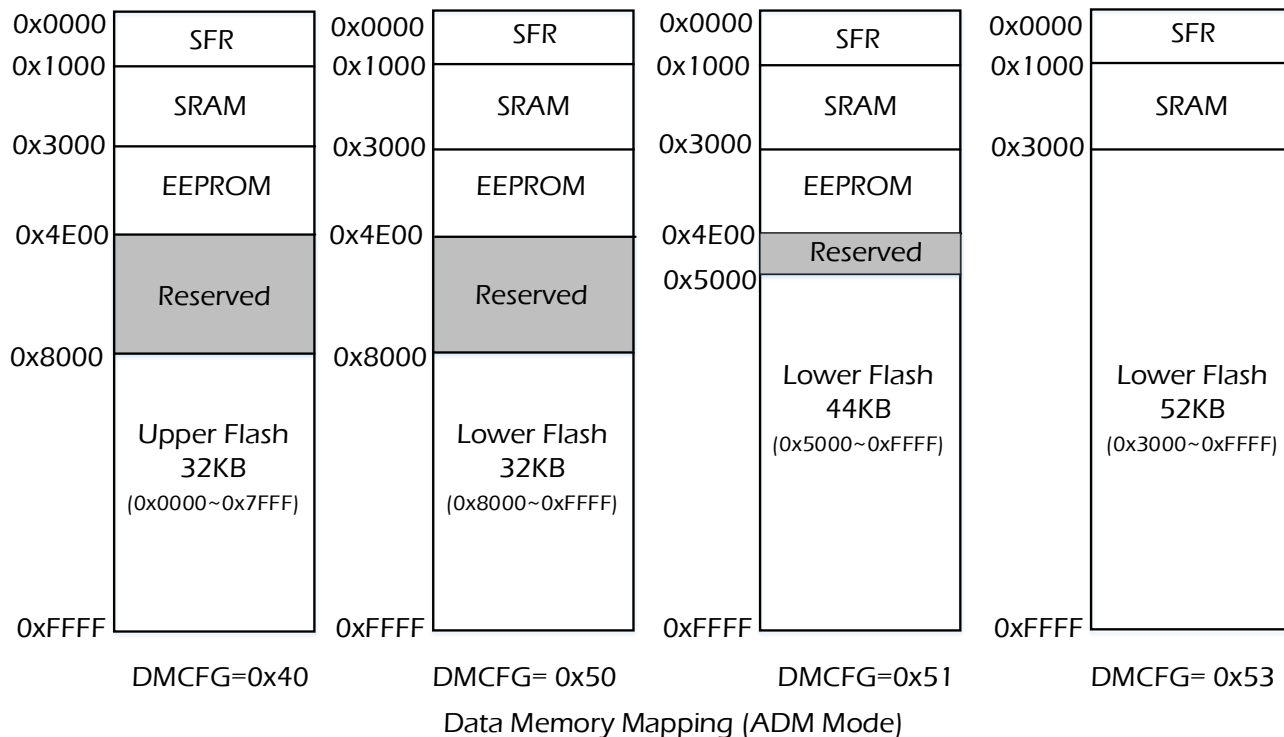 0x0000
SFR
0x1000
SRAM
0x3000
EEPROM
0x4E00
Reserved
0x8000
Upper Flash
32KB
(0x0000~0x7FFF)
0xFFFF
DMCFG=0x40
0x0000
SFR
0x1000
SRAM
0x3000
EEPROM
0x4E00
Reserved
0x8000
Lower Flash
32KB
(0x8000~0xFFFF)
0xFFFF
DMCFG= 0x50
0x0000
SFR
0x1000
SRAM
0x3000
EEPROM
0x4E00
Reserved
0x5000
Lower Flash
44KB
(0x5000~0xFFFF)
0xFFFF
DMCFG=0x51
0x0000
SFR
0x1000
SRAM
0x3000
Lower Flash
52KB
(0x3000~0xFFFF)
0xFFFF
DMCFG= 0x53
Data Memory Mapping (ADM Mode)